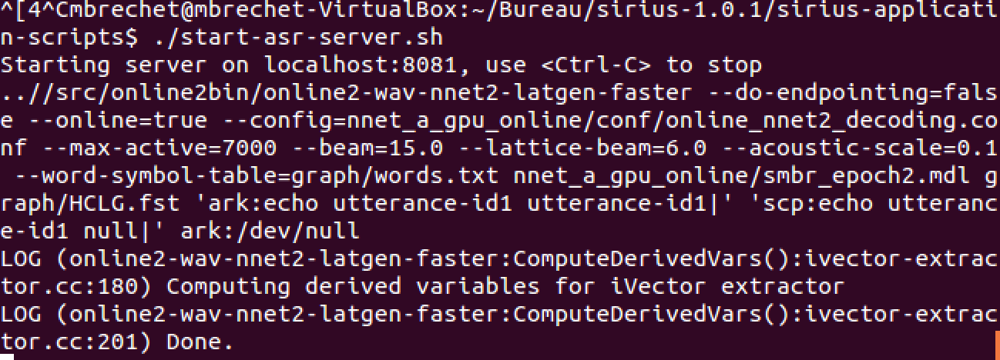 ^[4^Cmbrechet@mbrechet-VirtualBox:~/Bureau/sirius-1.0.1/sirius-applicati
n-scripts$ ./start-asr-server.sh
Starting server on localhost:8081, use <Ctrl-C> to stop
..//src/online2bin/online2-wav-nnet2-latgen-faster --do-endpointing=fals
e --online=true --config=nnet_a_gpu_online/conf/online_nnet2_decoding.co
nf --max-active=7000 --beam=15.0 --lattice-beam=6.0 --acoustic-scale=0.1
 --word-symbol-table=graph/words.txt nnet_a_gpu_online/smbr_epoch2.mdl g
raph/HCLG.fst 'ark:echo utterance-id1 utterance-id1|' 'scp:echo utteranc
e-id1 null|' ark:/dev/null
LOG (online2-wav-nnet2-latgen-faster:ComputeDerivedVars():ivector-extrac
tor.cc:180) Computing derived variables for iVector extractor
LOG (online2-wav-nnet2-latgen-faster:ComputeDerivedVars():ivector-extrac
tor.cc:201) Done.